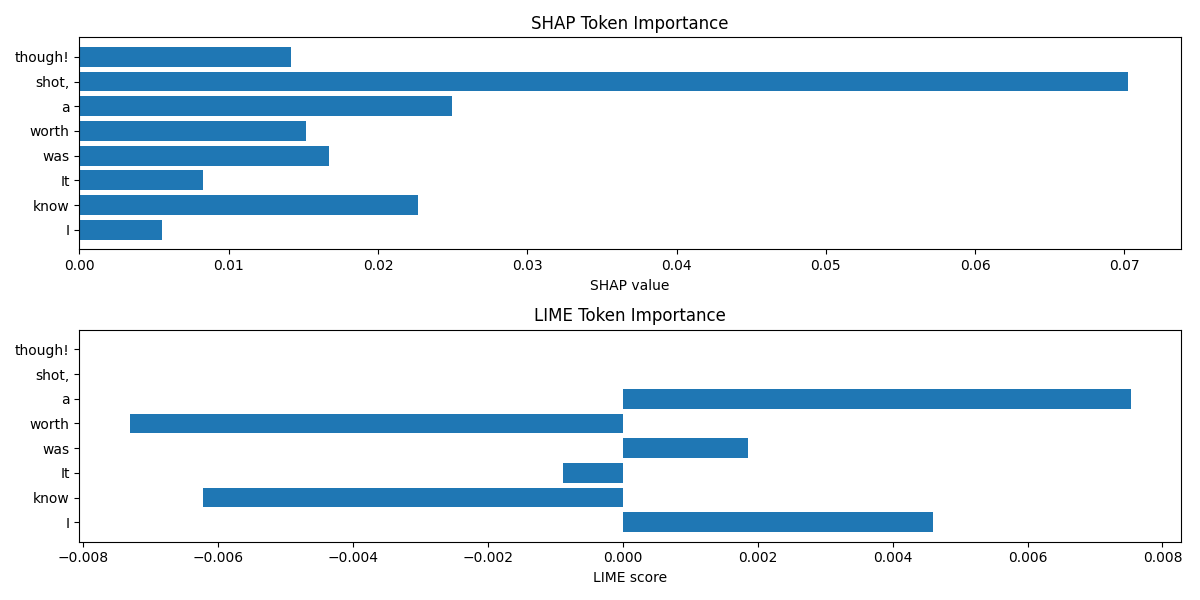 SHAP Token Importance
though!
shot,
a
worth
was
It
know
I
0.00 0.01 0.02 0.03 0.04 0.05 0.06 0.07
SHAP value
LIME Token Importance
though!
shot,
a
worth
was
It
know
I
−0.008 −0.006 −0.004 −0.002 0.000 0.002 0.004 0.006 0.008
LIME score